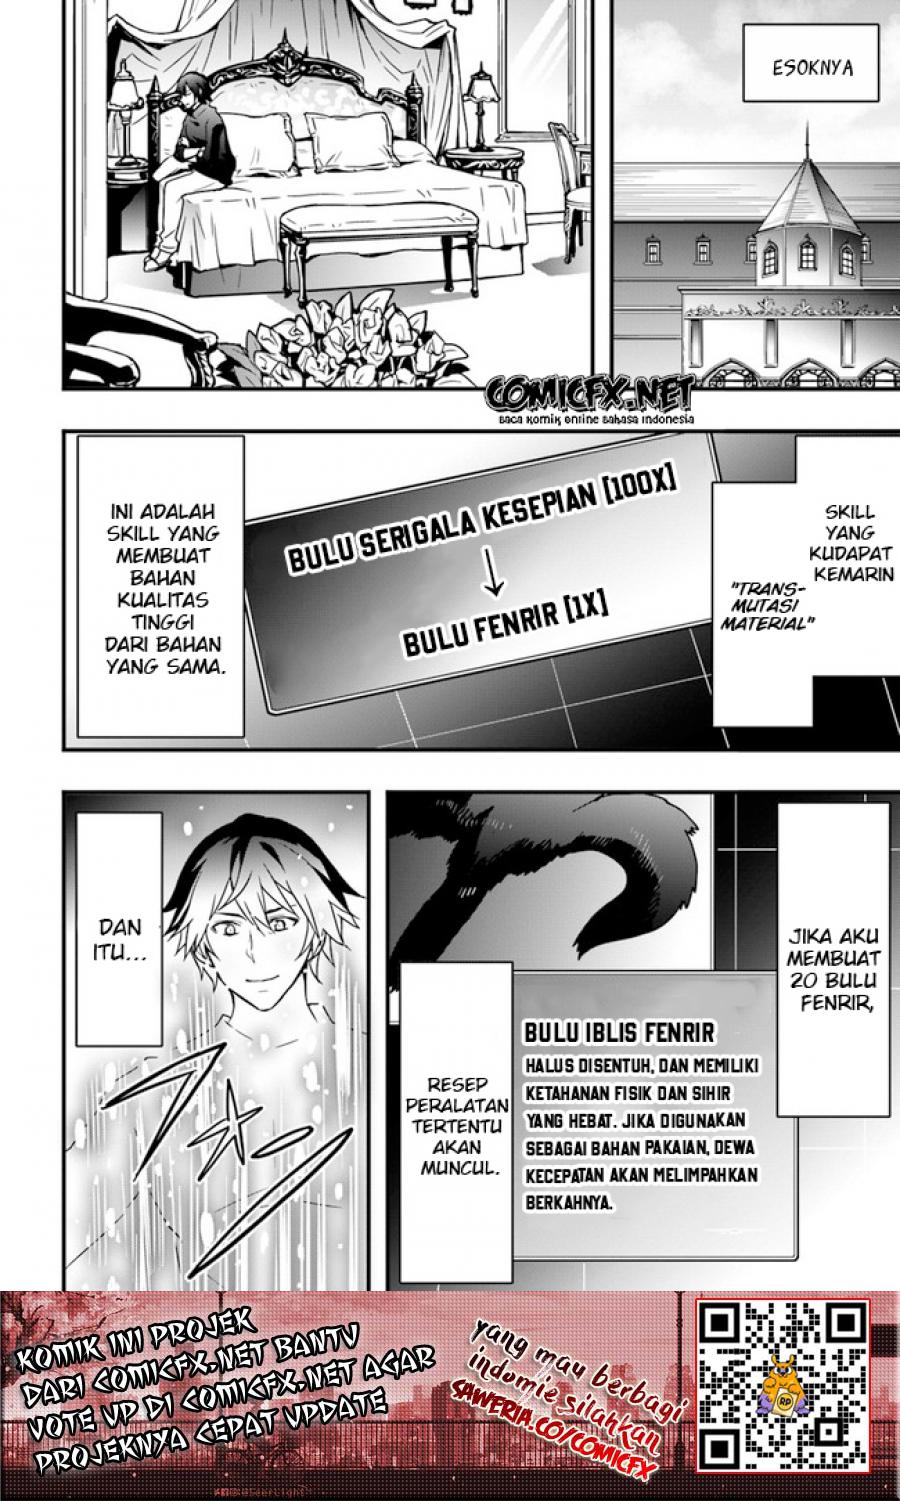 ESOKNYA
COMICFX.NET
BACA KOMIK ONLINE BAHASA INDONESIA
SKILL
YANG
KUDAPAT
KEMARIN
"TRANS-
MUTASI
MATERIAL"
BULU SERIGALA KESEPIAN [100X]
↓
BULU FENRIR [1X]
INI ADALAH
SKILL YANG
MEMBUAT
BAHAN
KUALITAS
TINGGI
DARI BAHAN
YANG SAMA.
JIKA AKU
MEMBUAT
20 BULU
FENRIR,
BULU IBLIS FENRIR
HALUS DISENTUH, DAN MEMILIKI
KETAHANAN FISIK DAN SIHIR
YANG HEBAT. JIKA DIGUNAKAN
SEBAGAI BAHAN PAKAIAN, DEWA
KECEPATAN AKAN MELIMPAHKAN
BERKAHNYA.
RESEP
PERALATAN
TERTENTU
AKAN
MUNCUL.
DAN
ITU...
ファサ
KOMIK INI PROJEK
DARI COMICFX.NET BANTU
VOTE UP DI COMICFX.NET AGAR
PROJEKNYA CEPAT UPDATE
yang mau berbagi
indomie silahkan
SAWERIA.CO/COMICFX
RP